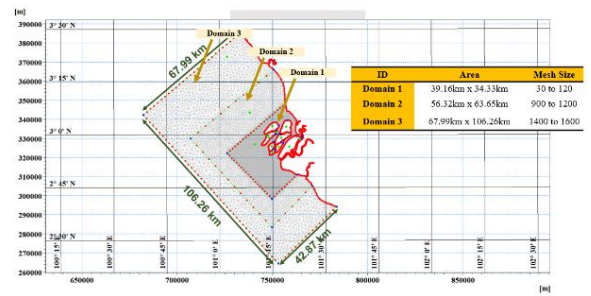 [m]
390000 3° 30' N
380000
370000
360000 3° 15' N
350000
340000
330000 3° 0' N
320000
310000
300000 2° 45' N
290000
280000
270000 2° 30' N
260000
Domain 3
Domain 2
Domain 1
67.99 km
106.26 km
42.87 km
ID Area Mesh Size
Domain 1 39.16km x 34.33km 30 to 120
Domain 2 56.32km x 63.65km 900 to 1200
Domain 3 67.99km x 106.26km 1400 to 1600
100° 15' E
100° 30' E
100° 45' E
101° 0' E
101° 15' E
101° 30' E
101° 45' E
102° 0' E
102° 15' E
102° 30' E
650000 700000 750000 800000 850000
[m]